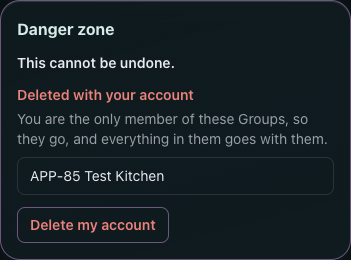 Danger zone
This cannot be undone.
Deleted with your account
You are the only member of these Groups, so
they go, and everything in them goes with them.
APP-85 Test Kitchen
Delete my account